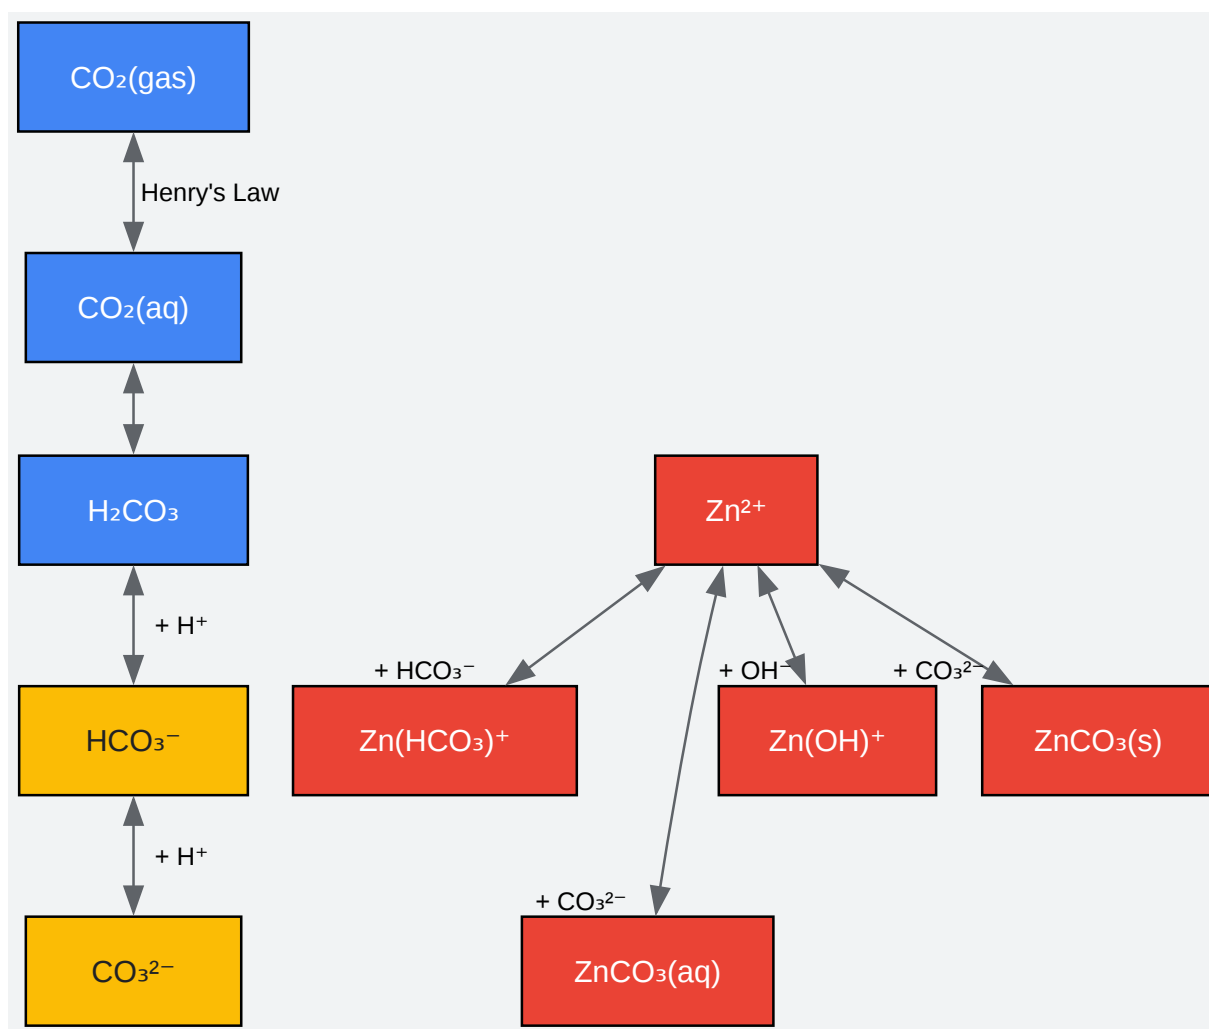 CO₂(gas)
Henry's Law
CO₂(aq)
H₂CO₃
Zn²⁺
+ H⁺
+ HCO₃⁻
+ OH⁻
+ CO₃²⁻
HCO₃⁻
Zn(HCO₃)⁺
Zn(OH)⁺
ZnCO₃(s)
+ H⁺
+ CO₃²⁻
CO₃²⁻
ZnCO₃(aq)